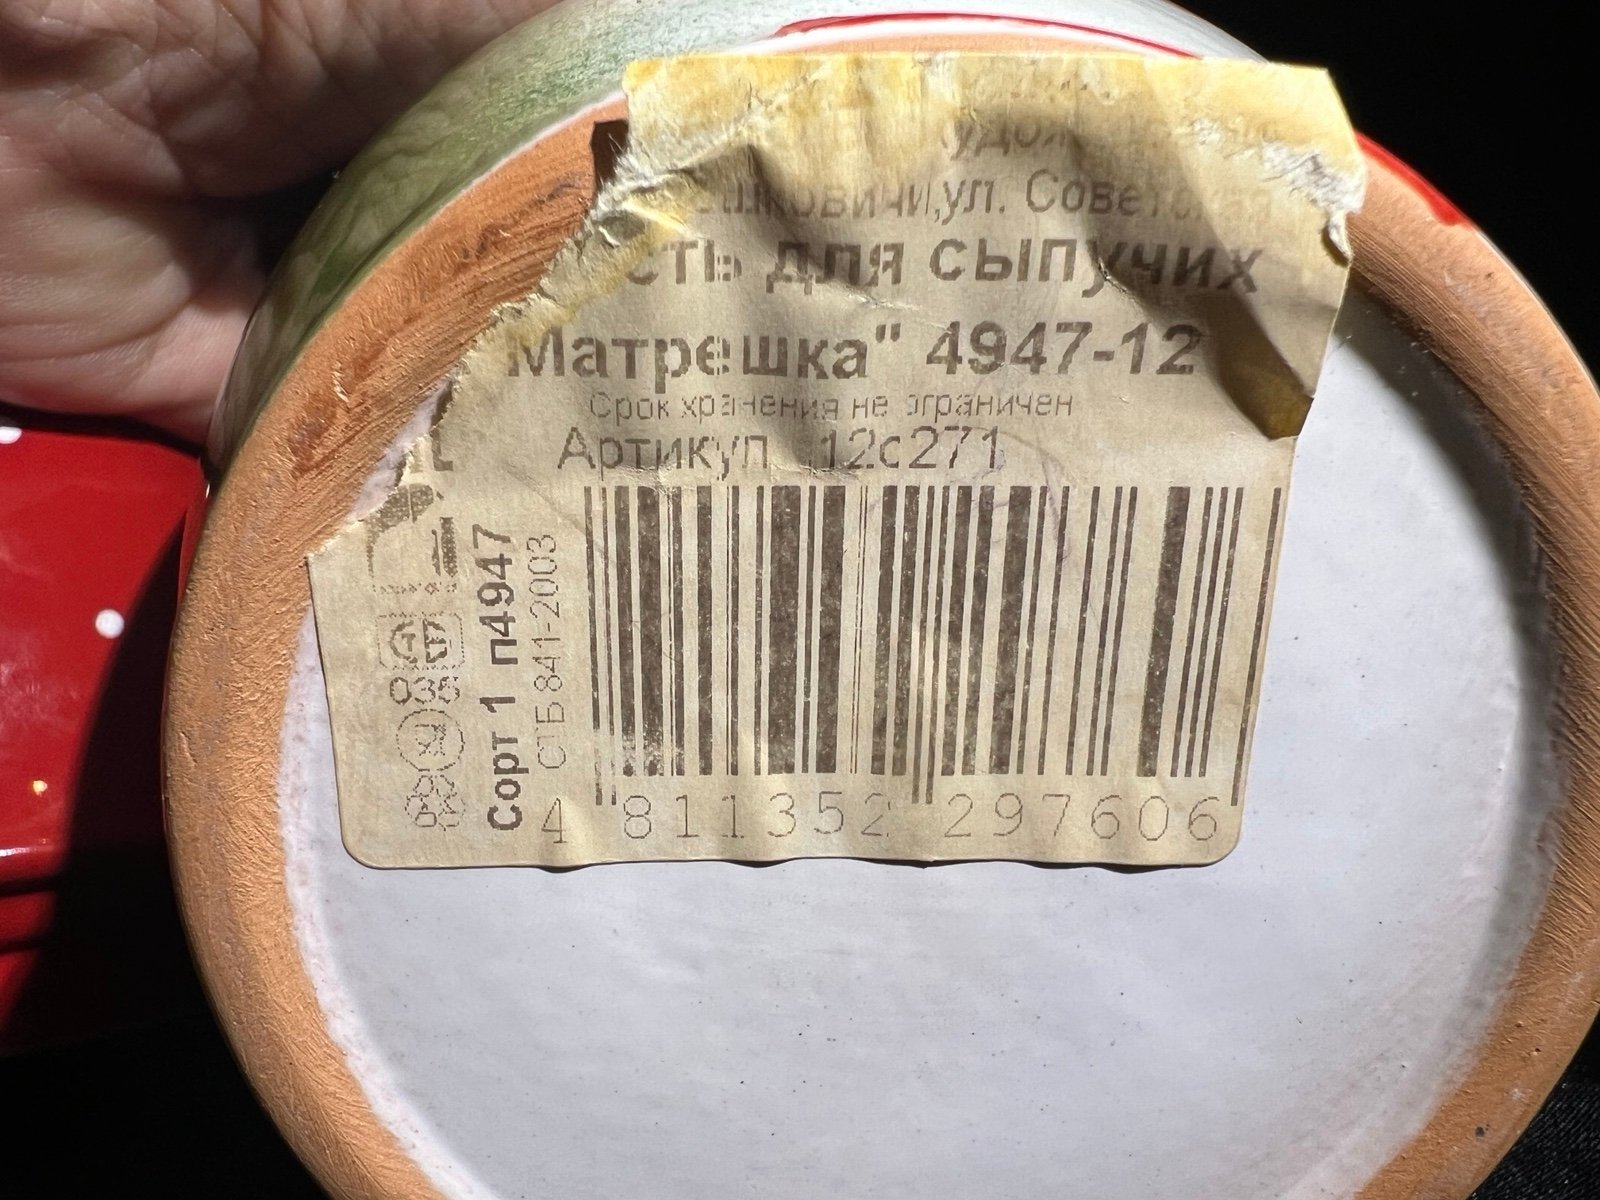 ул. Советская
для сыпучих
"Матрешка" 4947-12
Срок хранения не ограничен
Артикул 12с271
035
Сорт 1 п4947
СТБ 841-2003
4 811352 297606